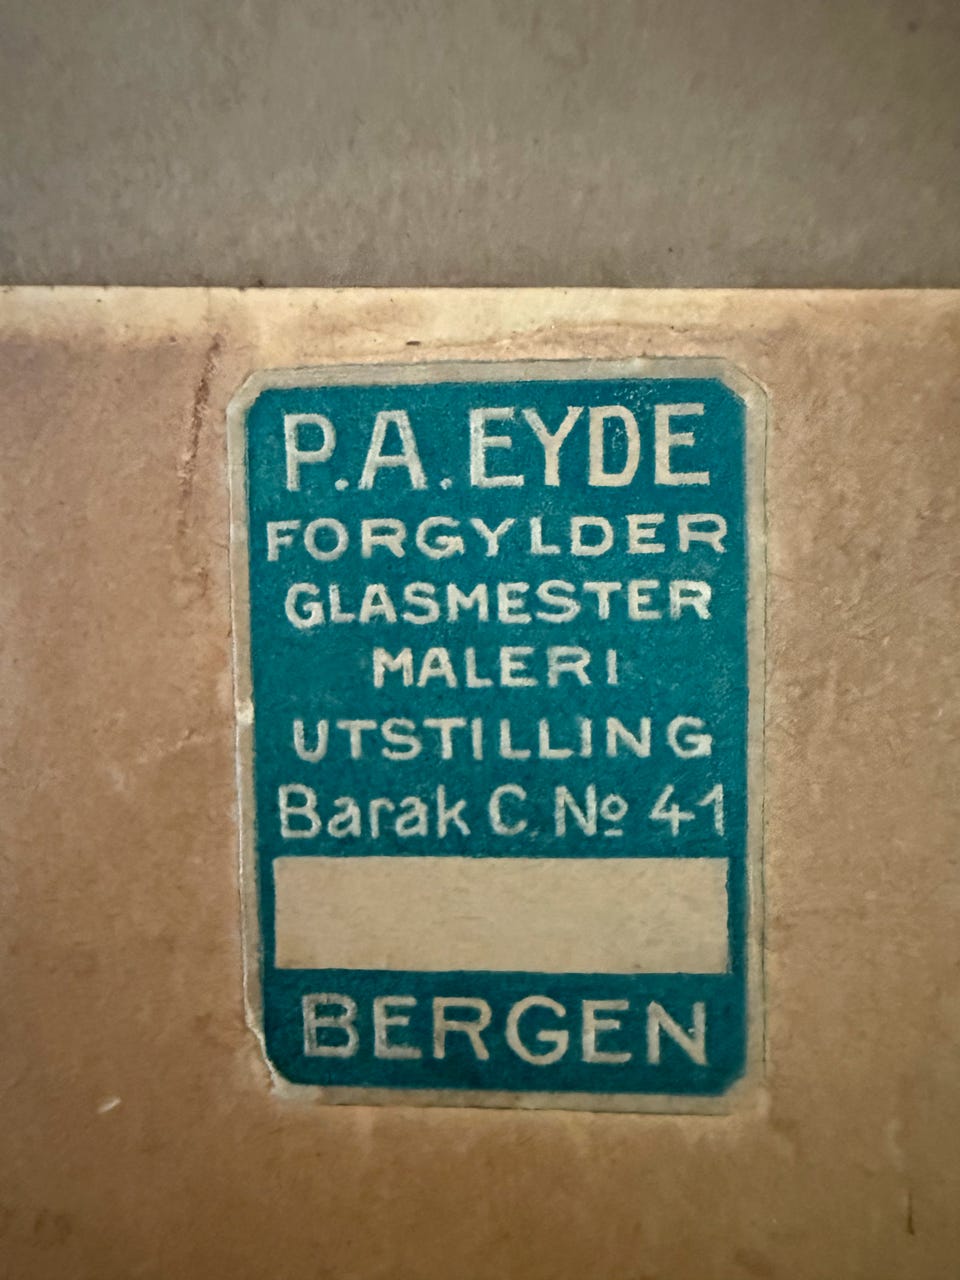 P.A. EYDE
FORGYLDER
GLASMESTER
MALERI
UTSTILLING
Barak C. No 41
BERGEN